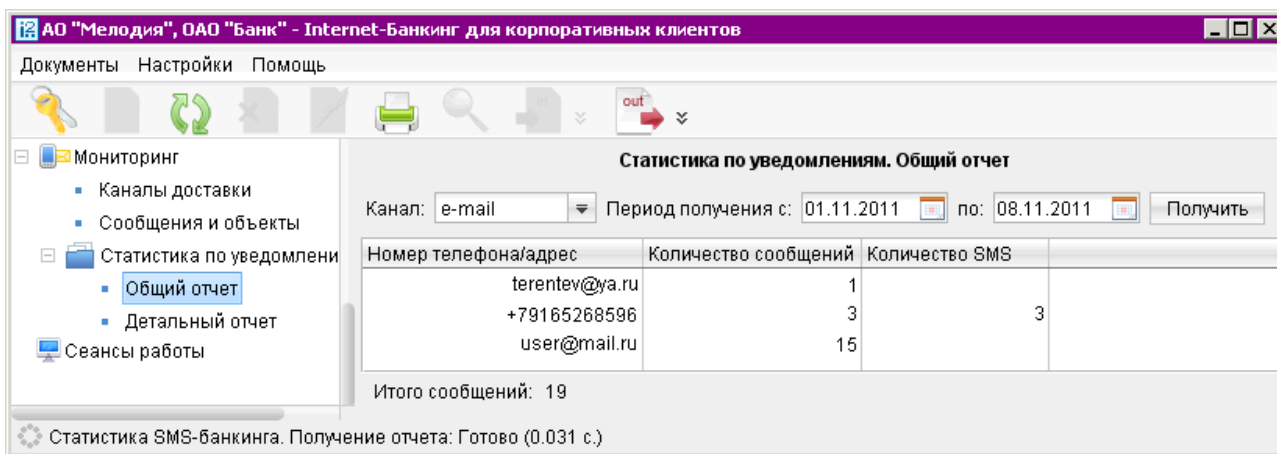 АО "Мелодия", ОАО "Банк" - Internet-Банкинг для корпоративных клиентов
Документы Настройки Помощь
out
Мониторинг
Каналы доставки
Сообщения и объекты
Статистика по уведомлени
Общий отчет
Детальный отчет
Сеансы работы
Статистика по уведомлениям. Общий отчет
Канал: e-mail Период получения с: 01.11.2011 по: 08.11.2011 Получить
Номер телефона/адрес Количество сообщений Количество SMS
terentev@ya.ru 1
+79165268596 3 3
user@mail.ru 15
Итого сообщений: 19
Статистика SMS-банкинга. Получение отчета: Готово (0.031 с.)